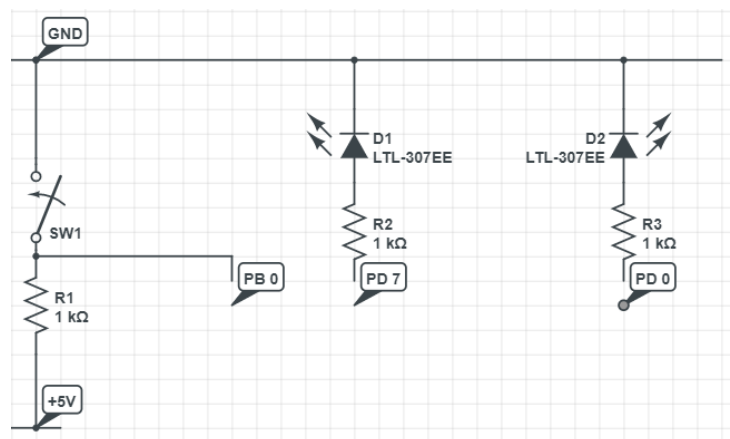 GND
D1
LTL-307EE
D2
LTL-307EE
SW1
R2
1 kΩ
R3
1 kΩ
PB 0
PD 7
PD 0
R1
1 kΩ
+5V